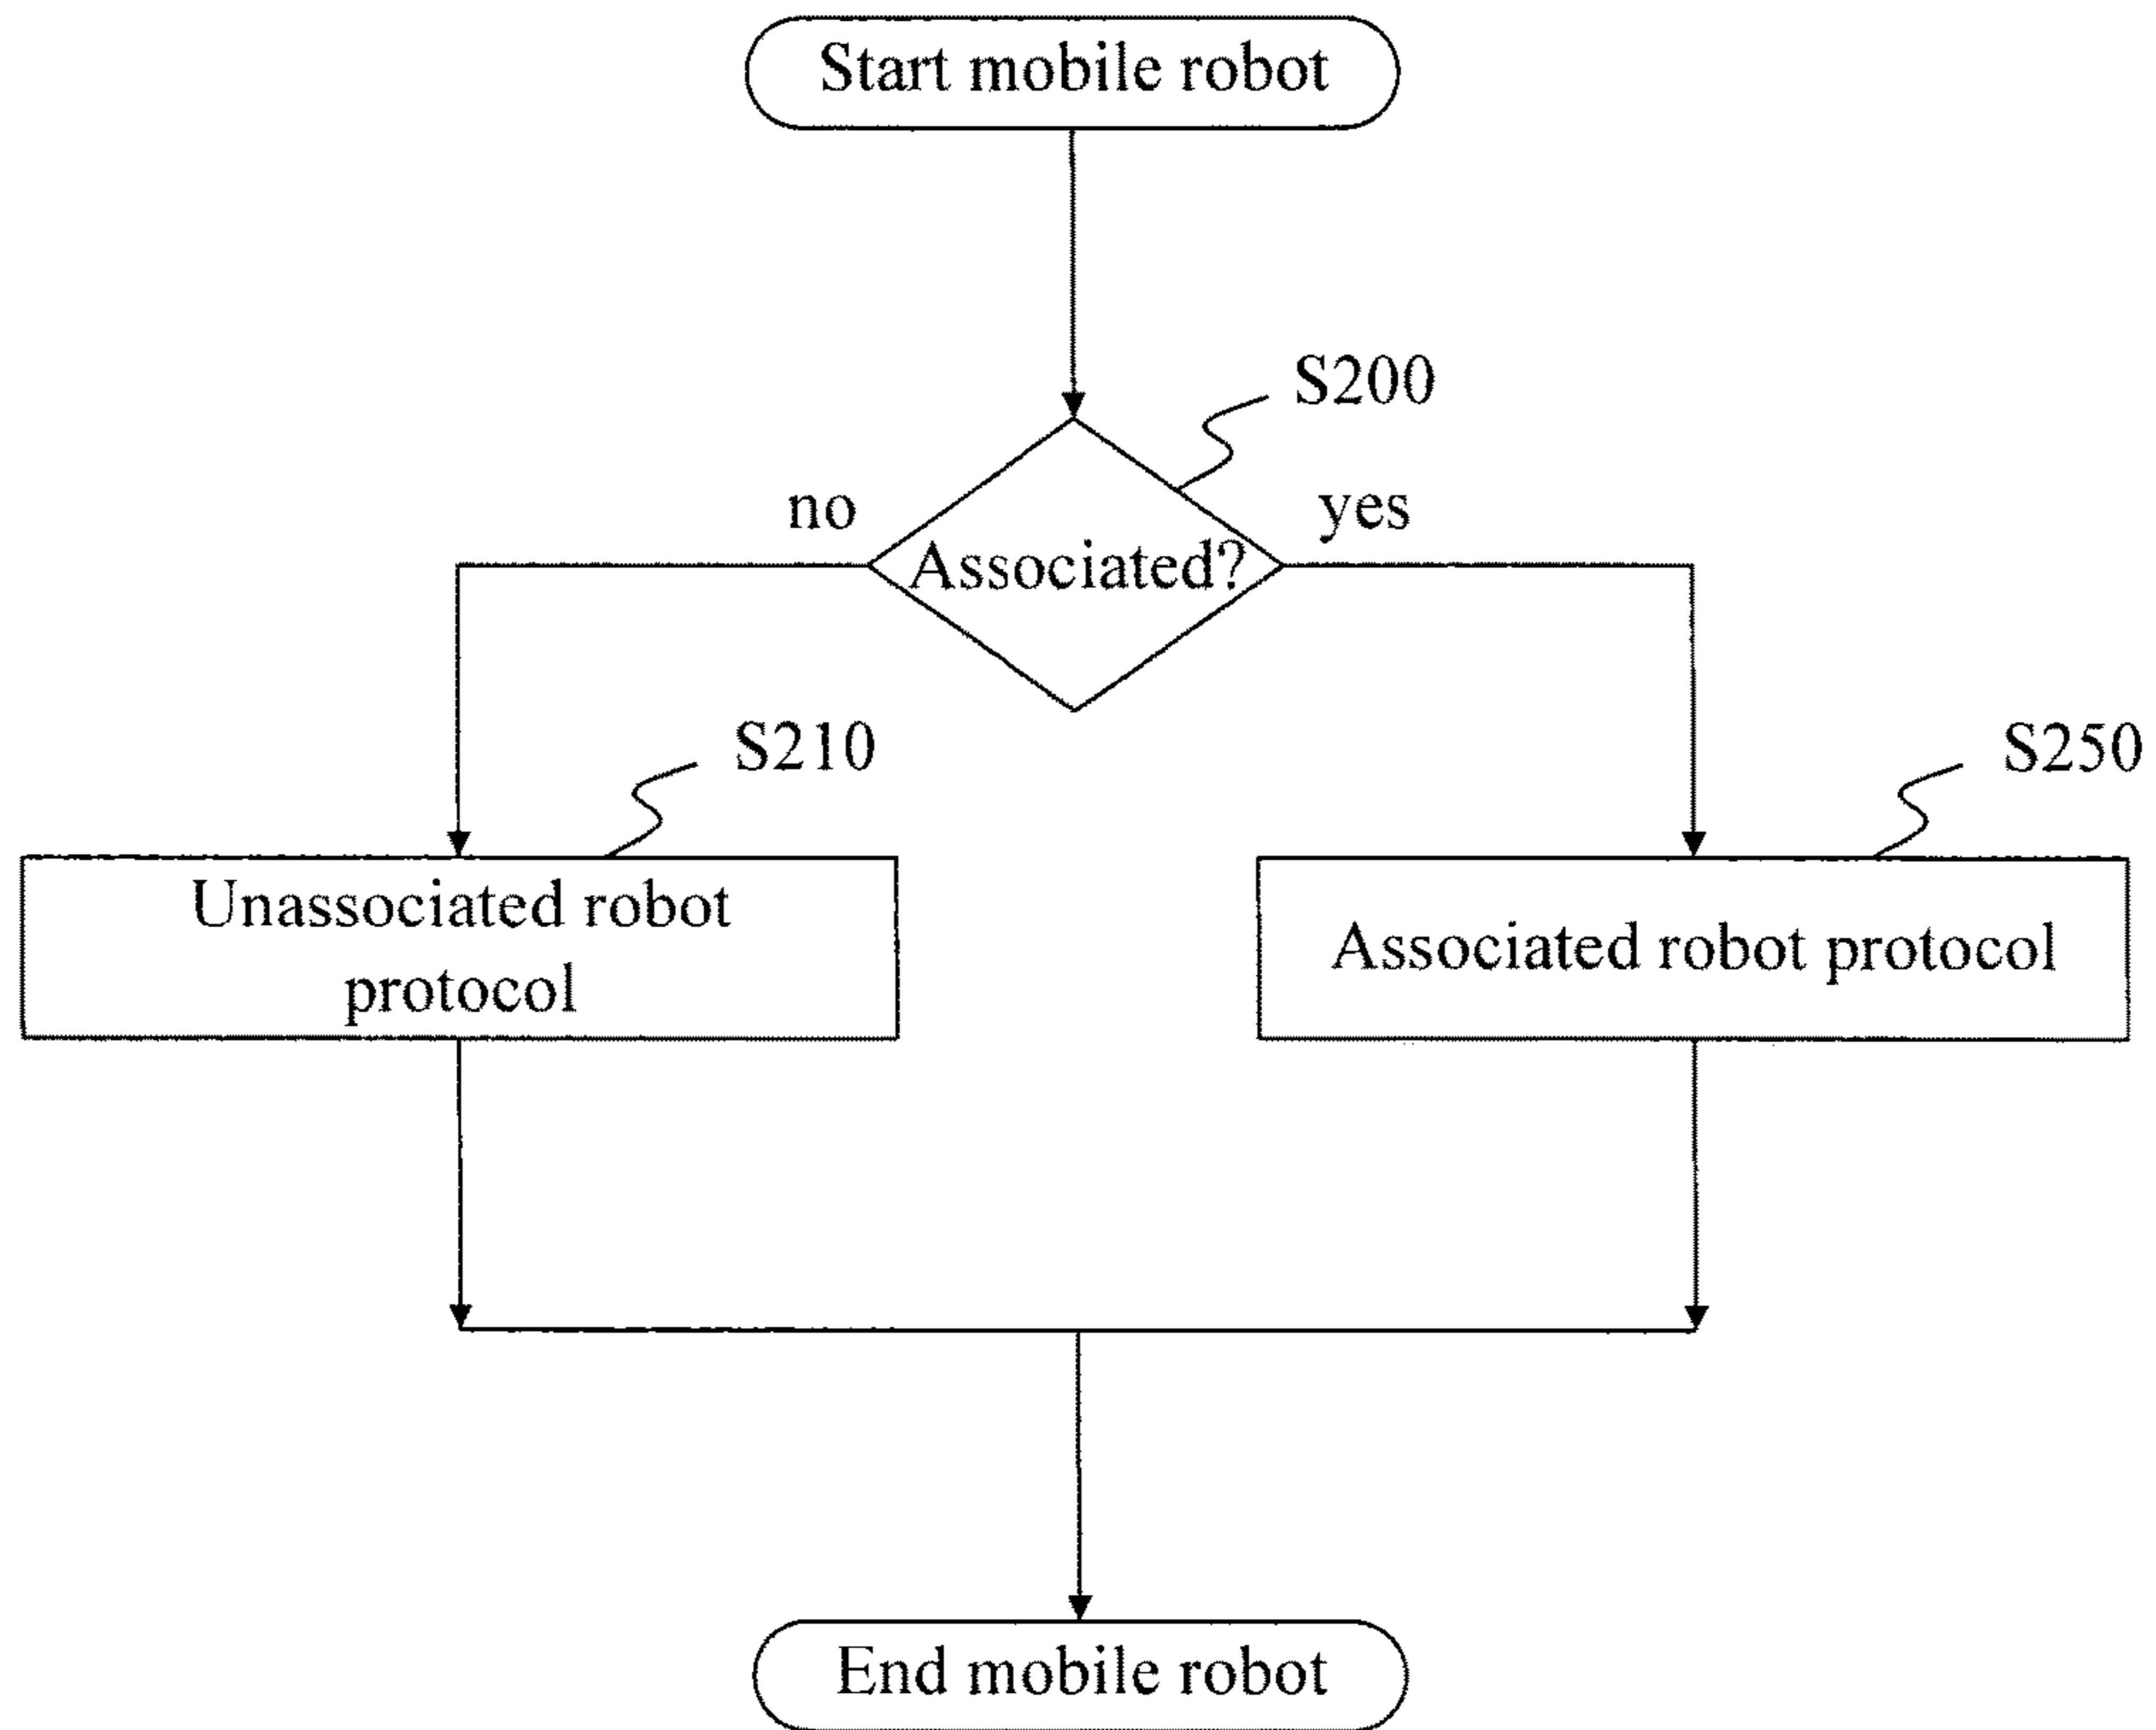 Start mobile robot
S200
no
yes
Associated?
S210
S250
Unassociated robot
protocol
Associated robot protocol
End mobile robot